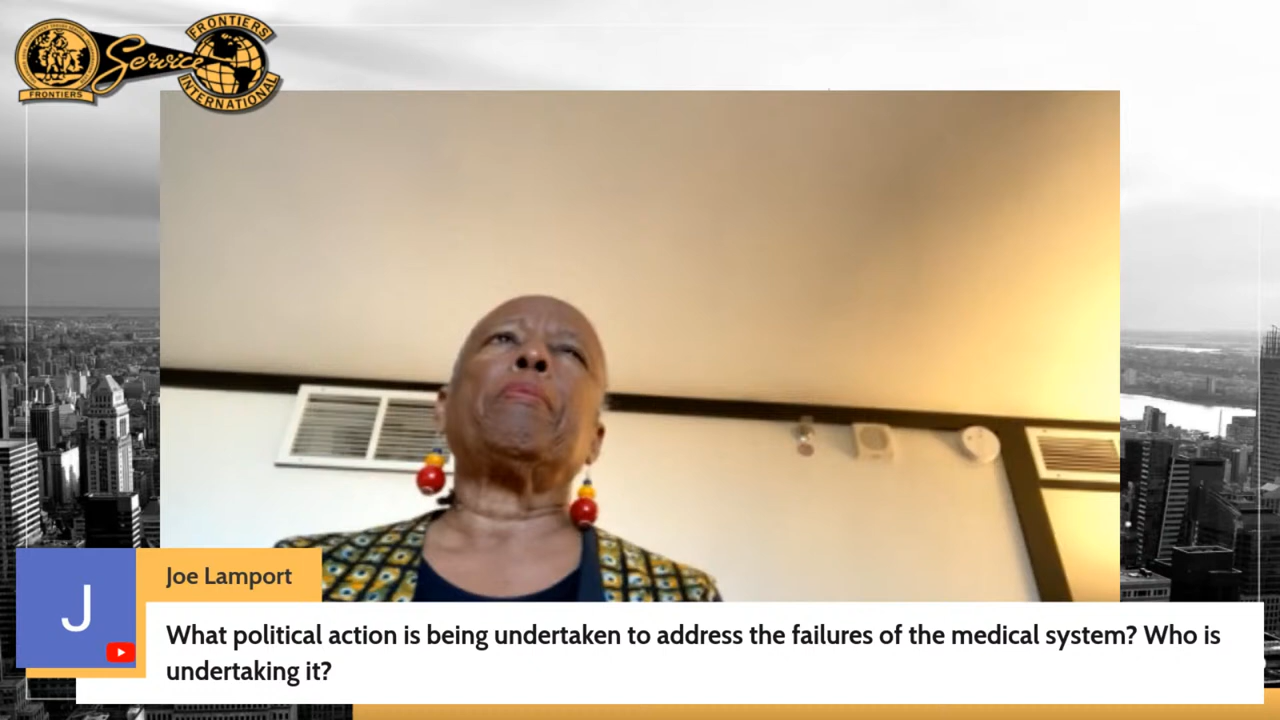 FRONTIERS
Service
FRONTIERS
INTERNATIONAL
J
Joe Lamport
What political action is being undertaken to address the failures of the medical system? Who is
undertaking it?